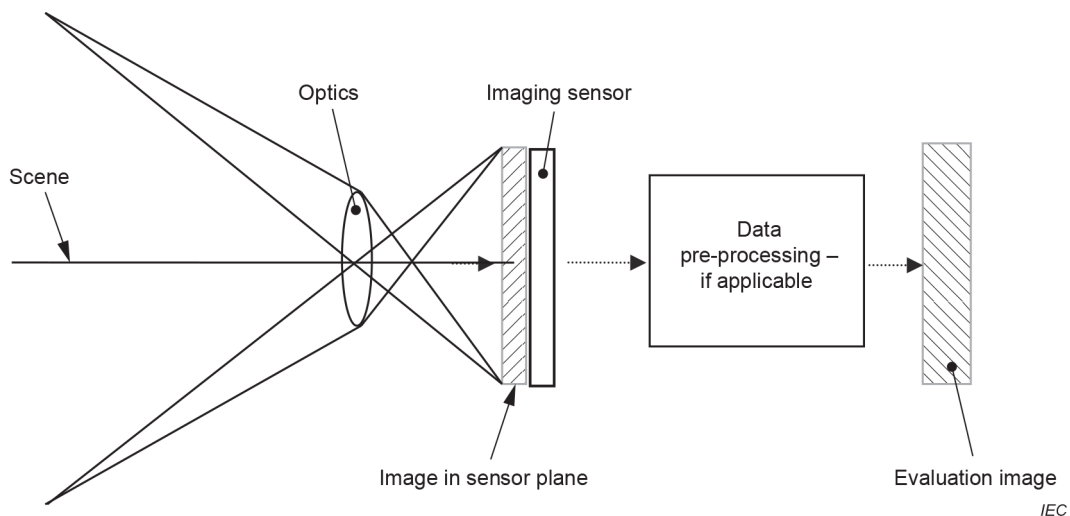 Optics
Imaging sensor
Scene
Data
pre-processing –
if applicable
Image in sensor plane
Evaluation image
IEC